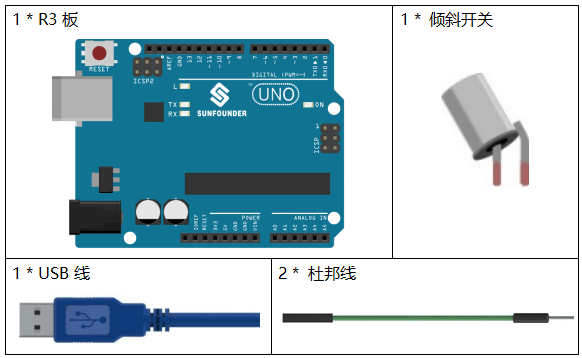 1 * R3 板
1 * 倾斜开关
RESET
ICSP2
AREF
GND
13
12
~11
~10
~9
8
7
~6
~5
4
~3
2
TX▸1
RX◂0
DIGITAL (PWM=~)
L
TX
RX
SUNFOUNDER
UNO
ON
1
ICSP
POWER
ANALOG IN
IOREF
RESET
3V3
5V
GND
GND
VIN
A0
A1
A2
A3
A4
A5
1 * USB 线
2 * 杜邦线